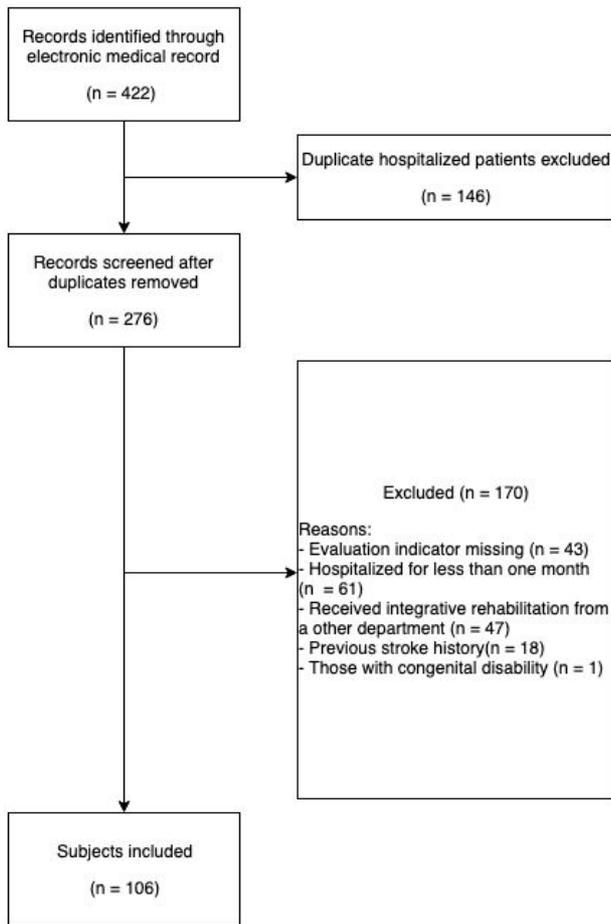 Records identified through
electronic medical record
(n = 422)
Duplicate hospitalized patients excluded
(n = 146)
Records screened after
duplicates removed
(n = 276)
Excluded (n = 170)
Reasons:
- Evaluation indicator missing (n = 43)
- Hospitalized for less than one month
(n  = 61)
- Received integrative rehabilitation from
a other department (n = 47)
- Previous stroke history(n = 18)
- Those with congenital disability (n = 1)
Subjects included
(n = 106)